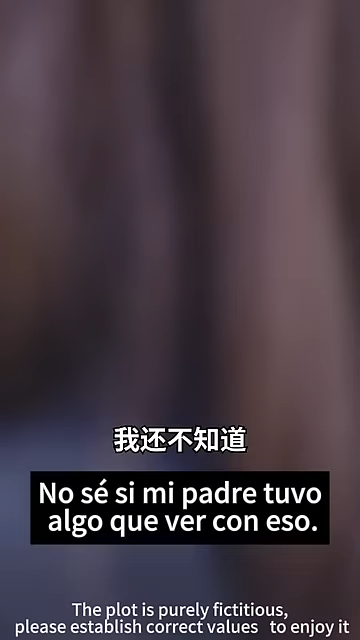 我还不知道
No sé si mi padre tuvo
algo que ver con eso.
The plot is purely fictitious,
please establish correct values to enjoy it